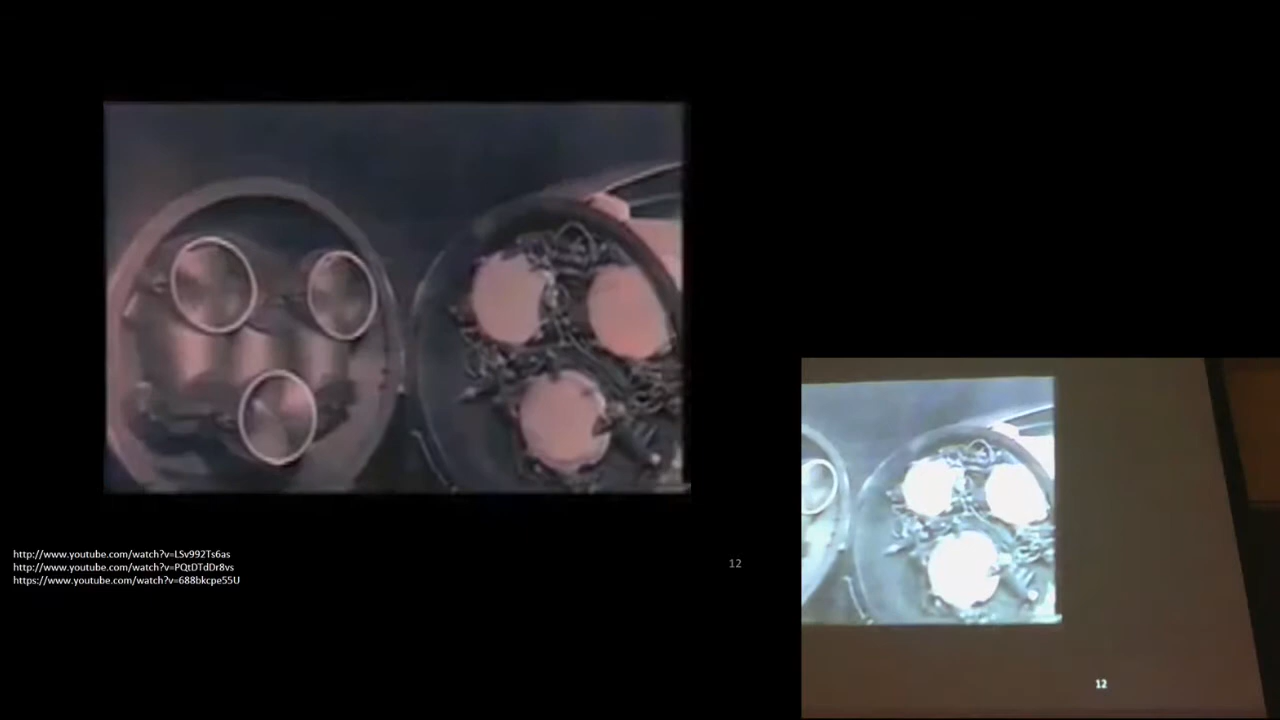 http://www.youtube.com/watch?v=LSv992Ts6as
http://www.youtube.com/watch?v=PQtDTdDr8vs
https://www.youtube.com/watch?v=688bkcpe55U
12
12